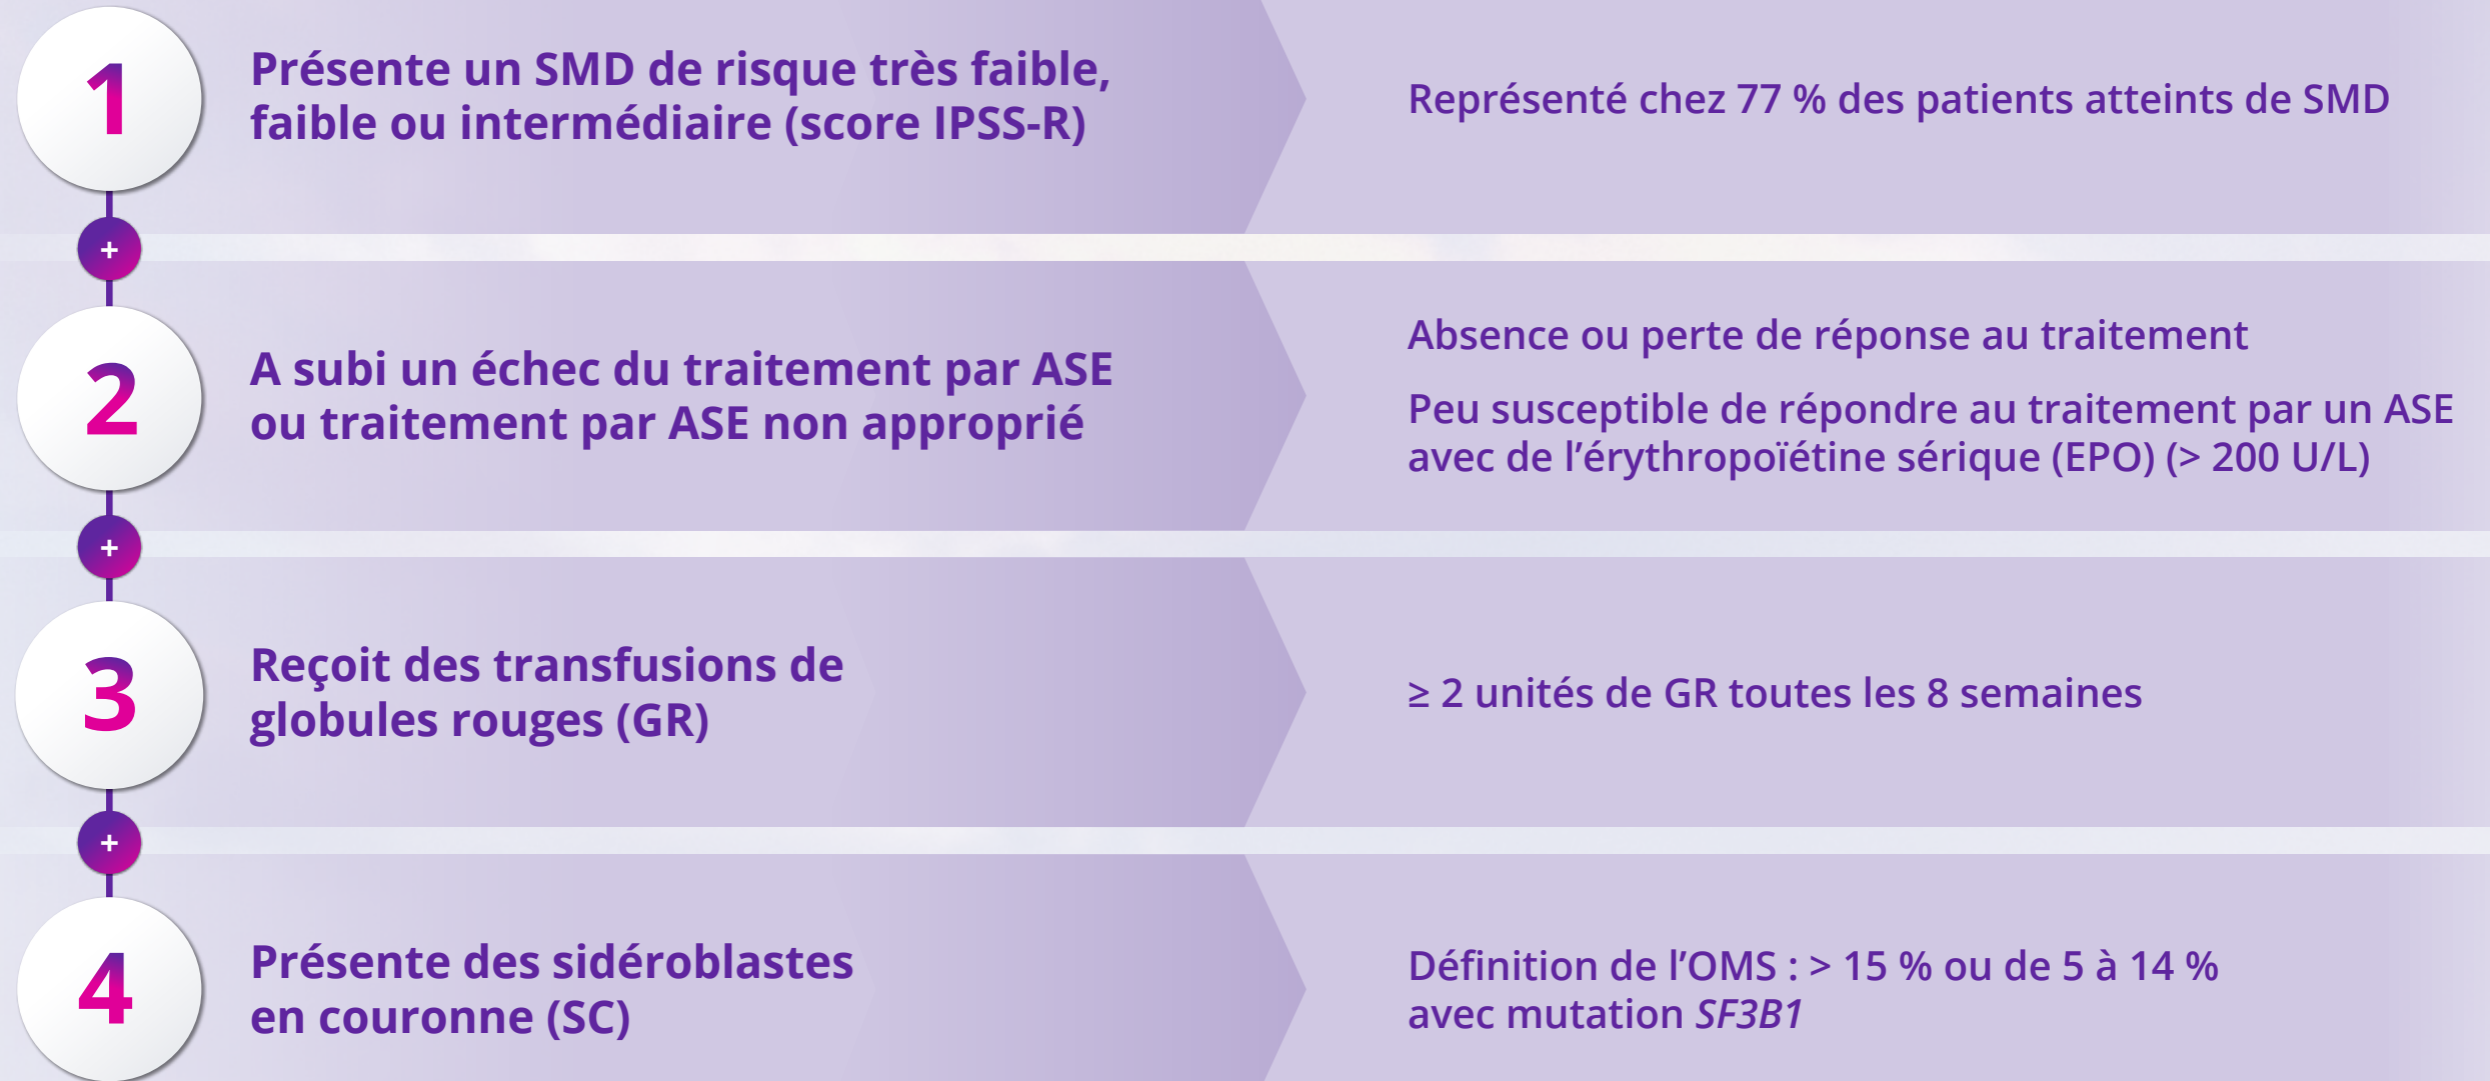 1
Présente un SMD de risque très faible,
faible ou intermédiaire (score IPSS-R)
Représenté chez 77 % des patients atteints de SMD
+
2
A subi un échec du traitement par ASE
ou traitement par ASE non approprié
Absence ou perte de réponse au traitement
Peu susceptible de répondre au traitement par un ASE
avec de l’érythropoïétine sérique (EPO) (> 200 U/L)
+
3
Reçoit des transfusions de
globules rouges (GR)
≥ 2 unités de GR toutes les 8 semaines
+
4
Présente des sidéroblastes
en couronne (SC)
Définition de l’OMS : > 15 % ou de 5 à 14 %
avec mutation SF3B1